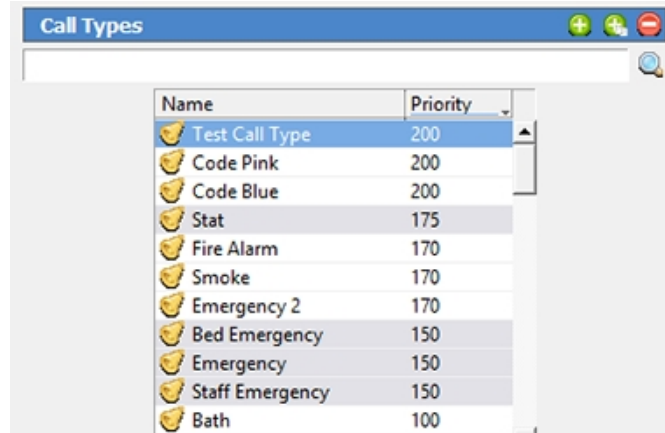 Call Types
Name Priority
Test Call Type 200
Code Pink 200
Code Blue 200
Stat 175
Fire Alarm 170
Smoke 170
Emergency 2 170
Bed Emergency 150
Emergency 150
Staff Emergency 150
Bath 100